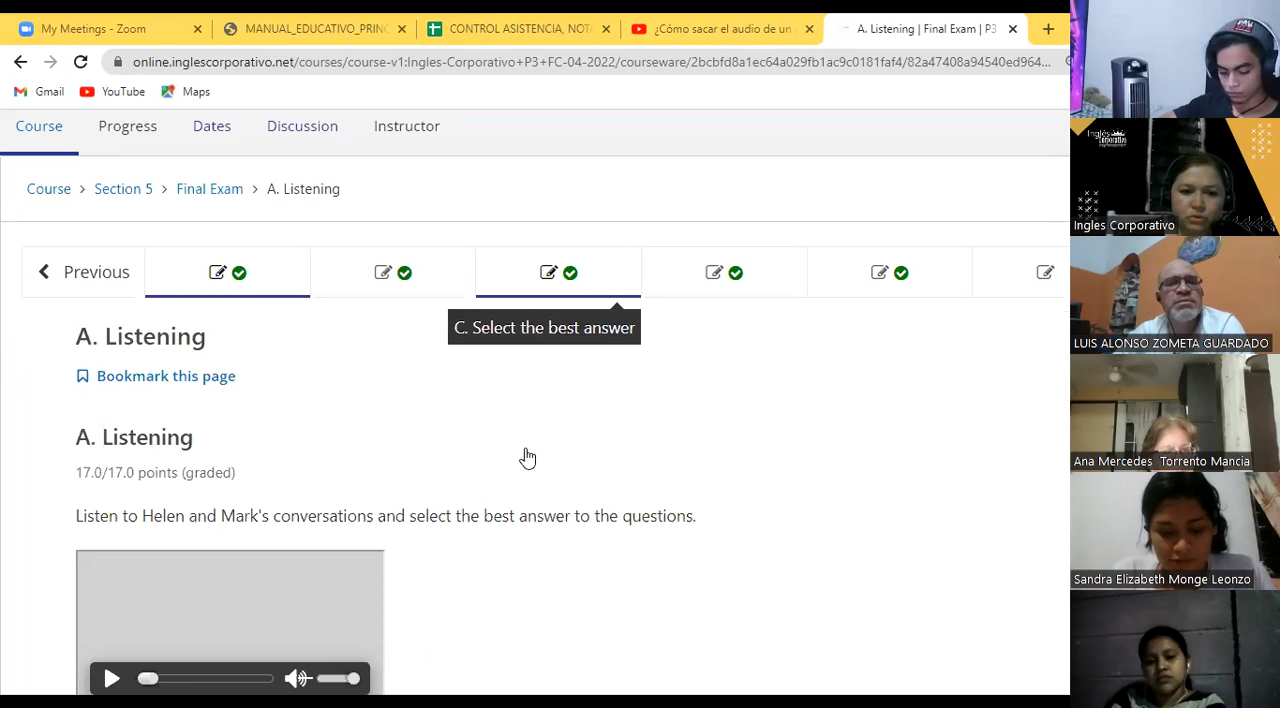 My Meetings - Zoom
MANUAL_EDUCATIVO_PRINC
CONTROL ASISTENCIA, NOTA
¿Cómo sacar el audio de un
A. Listening | Final Exam | P3
online.inglescorporativo.net/courses/course-v1:Ingles-Corporativo+P3+FC-04-2022/courseware/2bcbfd8a1ec64a029fb1ac9c0181faf4/82a47408a94540ed964...
Gmail
YouTube
Maps
Course
Progress
Dates
Discussion
Instructor
Course > Section 5 > Final Exam > A. Listening
Previous
C. Select the best answer
A. Listening
Bookmark this page
A. Listening
17.0/17.0 points (graded)
Listen to Helen and Mark's conversations and select the best answer to the questions.
Inglés
Corporativo
Ingles Corporativo
LUIS ALONSO ZOMETA GUARDADO
Ana Mercedes Torrento Mancia
Sandra Elizabeth Monge Leonzo